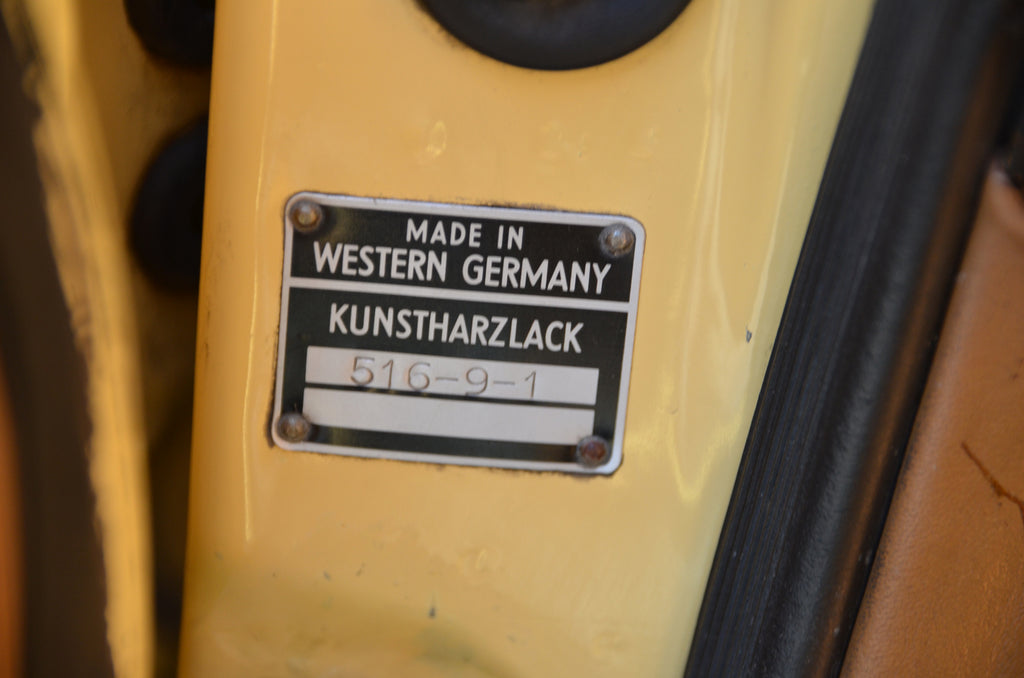 MADE IN
WESTERN GERMANY
KUNSTHARZLACK
516-9-1